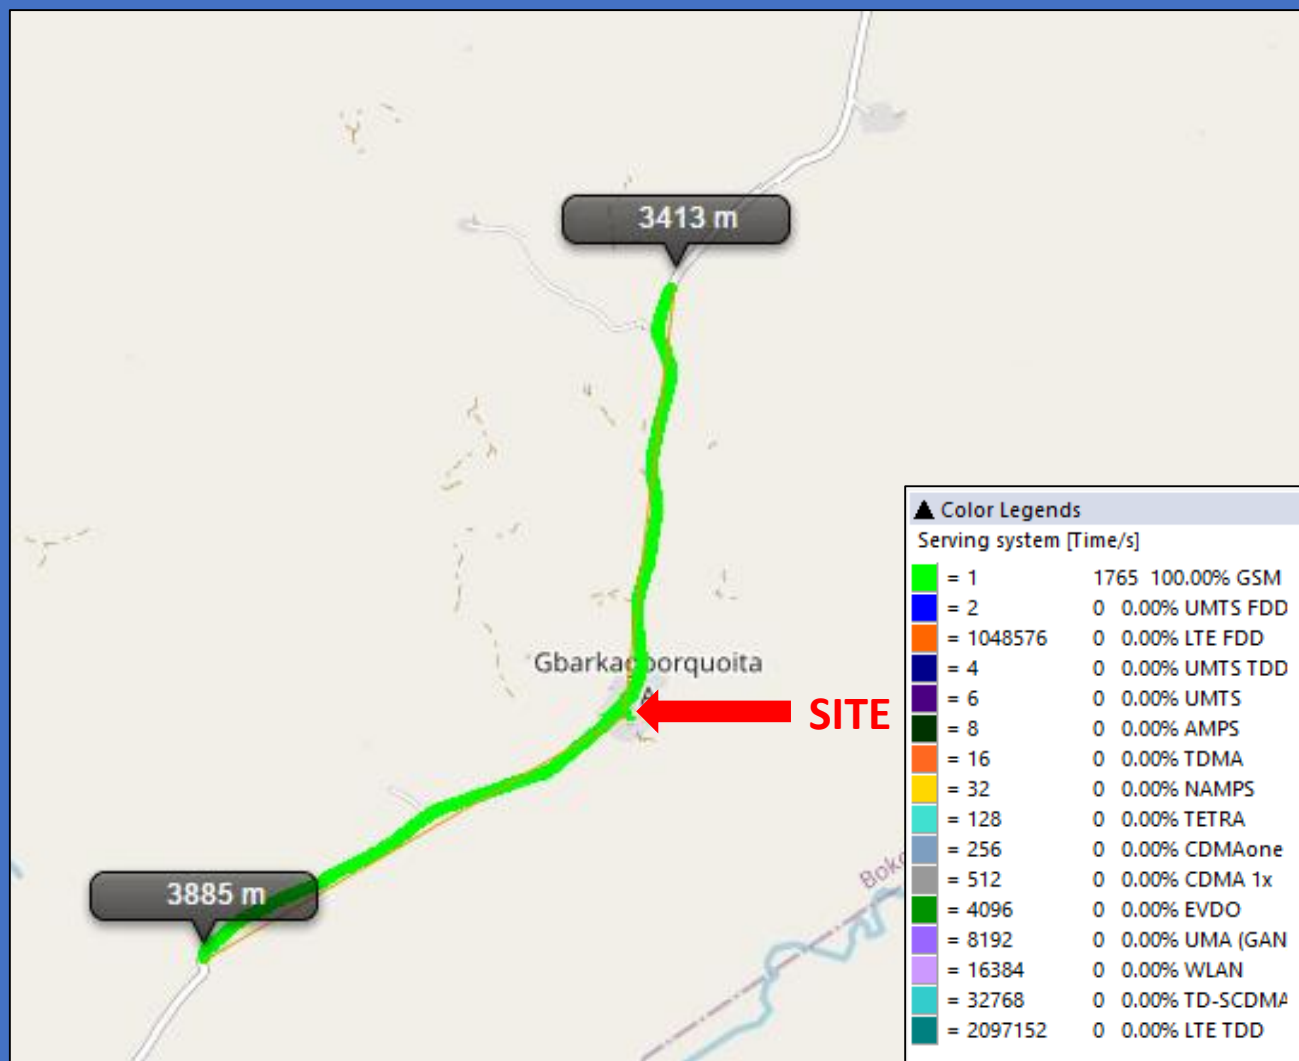 3413 m
Color Legends
Serving system [Time/s]
= 1 1765 100.00% GSM
= 2 0 0.00% UMTS FDD
= 1048576 0 0.00% LTE FDD
= 4 0 0.00% UMTS TDD
= 6 0 0.00% UMTS
= 8 0 0.00% AMPS
= 16 0 0.00% TDMA
= 32 0 0.00% NAMPS
= 128 0 0.00% TETRA
= 256 0 0.00% CDMAone
= 512 0 0.00% CDMA 1x
= 4096 0 0.00% EVDO
= 8192 0 0.00% UMA (GAN
= 16384 0 0.00% WLAN
= 32768 0 0.00% TD-SCDMA
= 2097152 0 0.00% LTE TDD
SITE
3885 m